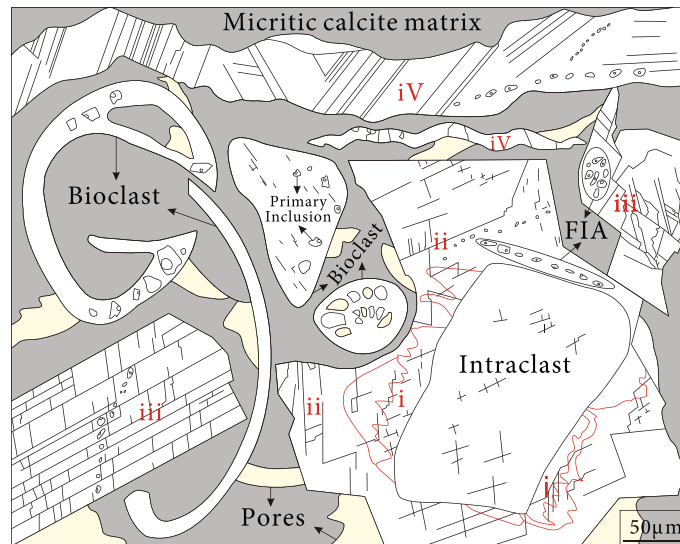 Micritic calcite matrix
iV
iV
Bioclast
Primary
Inclusion
Bioclast
ii
iii
FIA
Intraclast
iii
ii
i
i
Pores
50μm